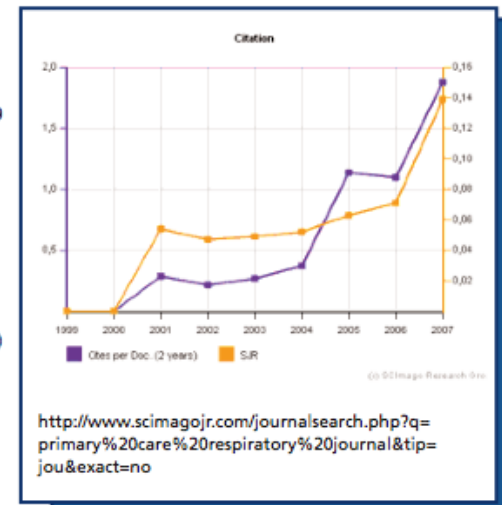 Citation
2,0
0,16
0,14
1,5
0,12
0,10
1,0
0,08
0,06
0,5
0,04
0,02
1999 2000 2001 2002 2003 2004 2005 2006 2007
Cites per Doc. (2 years) SJR
(c) SCImago Research Gro
http://www.scimagojr.com/journalsearch.php?q=
primary%20care%20respiratory%20journal&tip=
jou&exact=no